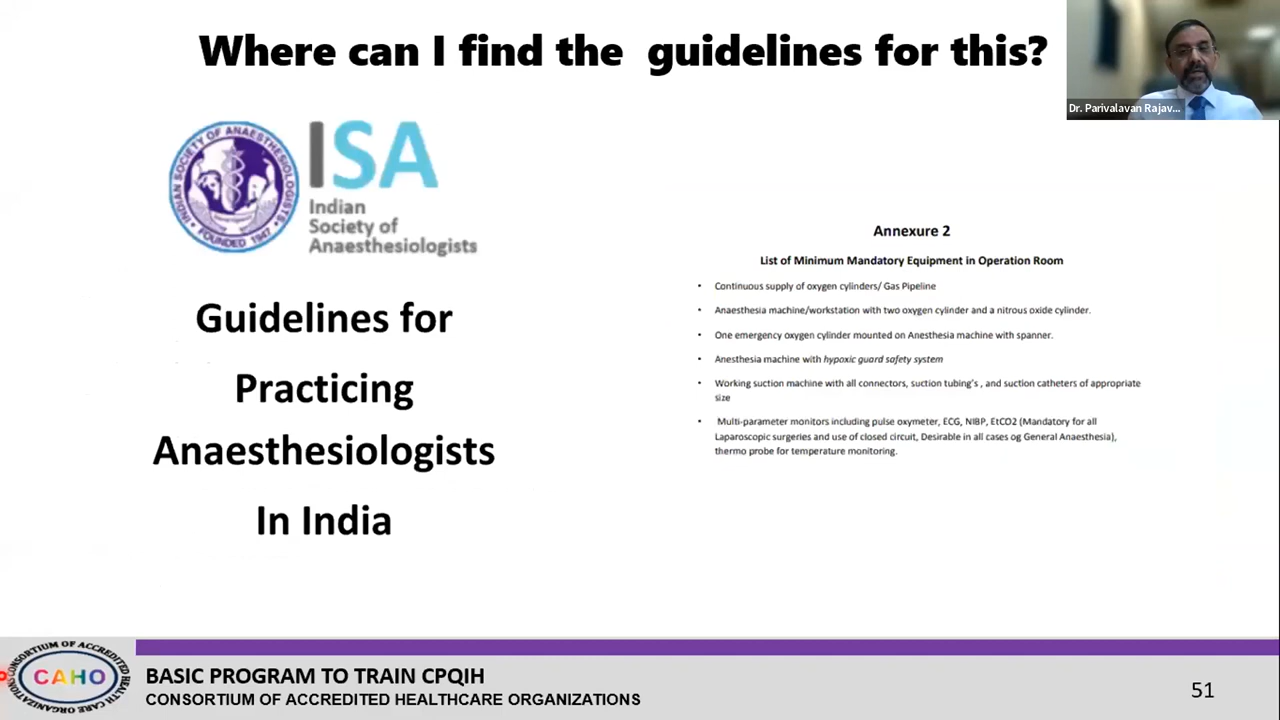 Where can I find the guidelines for this?
Dr. Parivalavan Rajav...
INDIAN SOCIETY OF ANAESTHESIOLOGISTS
FOUNDED 1947
ISA
Indian
Society of
Anaesthesiologists
Guidelines for
Practicing
Anaesthesiologists
In India
Annexure 2
List of Minimum Mandatory Equipment in Operation Room
• Continuous supply of oxygen cylinders/ Gas Pipeline
• Anaesthesia machine/workstation with two oxygen cylinder and a nitrous oxide cylinder.
• One emergency oxygen cylinder mounted on Anesthesia machine with spanner.
• Anesthesia machine with hypoxic guard safety system
• Working suction machine with all connectors, suction tubing's , and suction catheters of appropriate
size
• Multi-parameter monitors including pulse oxymeter, ECG, NIBP, EtCO2 (Mandatory for all
Laparoscopic surgeries and use of closed circuit, Desirable in all cases og General Anaesthesia),
thermo probe for temperature monitoring.
CONSORTIUM OF ACCREDITED
HEALTH CARE ORGANIZATIONS
CAHO
BASIC PROGRAM TO TRAIN CPQIH
CONSORTIUM OF ACCREDITED HEALTHCARE ORGANIZATIONS
51